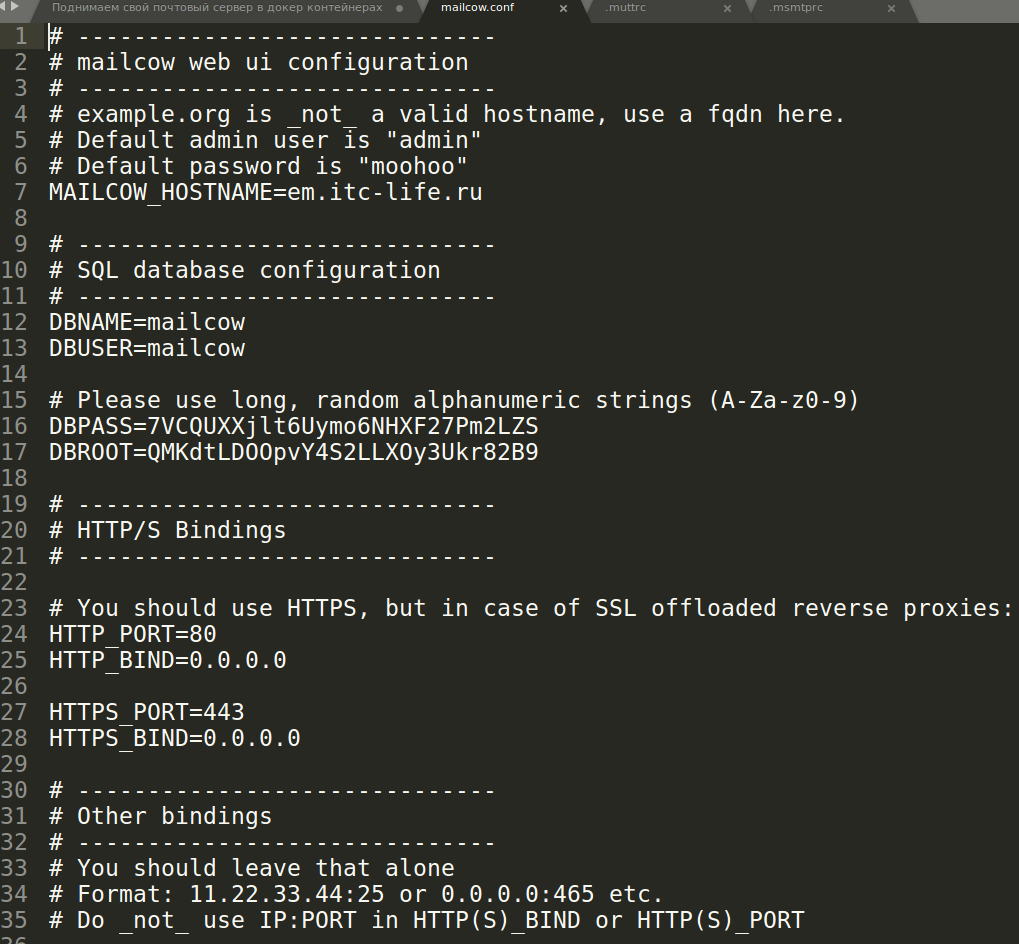 Поднимаем свой почтовый сервер в докер контейнерах
mailcow.conf
.muttrc
.msmtprc
1 # ------------------------------
2 # mailcow web ui configuration
3 # ------------------------------
4 # example.org is _not_ a valid hostname, use a fqdn here.
5 # Default admin user is "admin"
6 # Default password is "moohoo"
7 MAILCOW_HOSTNAME=em.itc-life.ru
8
9 # ------------------------------
10 # SQL database configuration
11 # ------------------------------
12 DBNAME=mailcow
13 DBUSER=mailcow
14
15 # Please use long, random alphanumeric strings (A-Za-z0-9)
16 DBPASS=7VCQUXXjlt6Uymo6NHXF27Pm2LZS
17 DBROOT=QMKdtLDOOpvY4S2LLXOy3Ukr82B9
18
19 # ------------------------------
20 # HTTP/S Bindings
21 # ------------------------------
22
23 # You should use HTTPS, but in case of SSL offloaded reverse proxies:
24 HTTP_PORT=80
25 HTTP_BIND=0.0.0.0
26
27 HTTPS_PORT=443
28 HTTPS_BIND=0.0.0.0
29
30 # ------------------------------
31 # Other bindings
32 # ------------------------------
33 # You should leave that alone
34 # Format: 11.22.33.44:25 or 0.0.0.0:465 etc.
35 # Do _not_ use IP:PORT in HTTP(S)_BIND or HTTP(S)_PORT